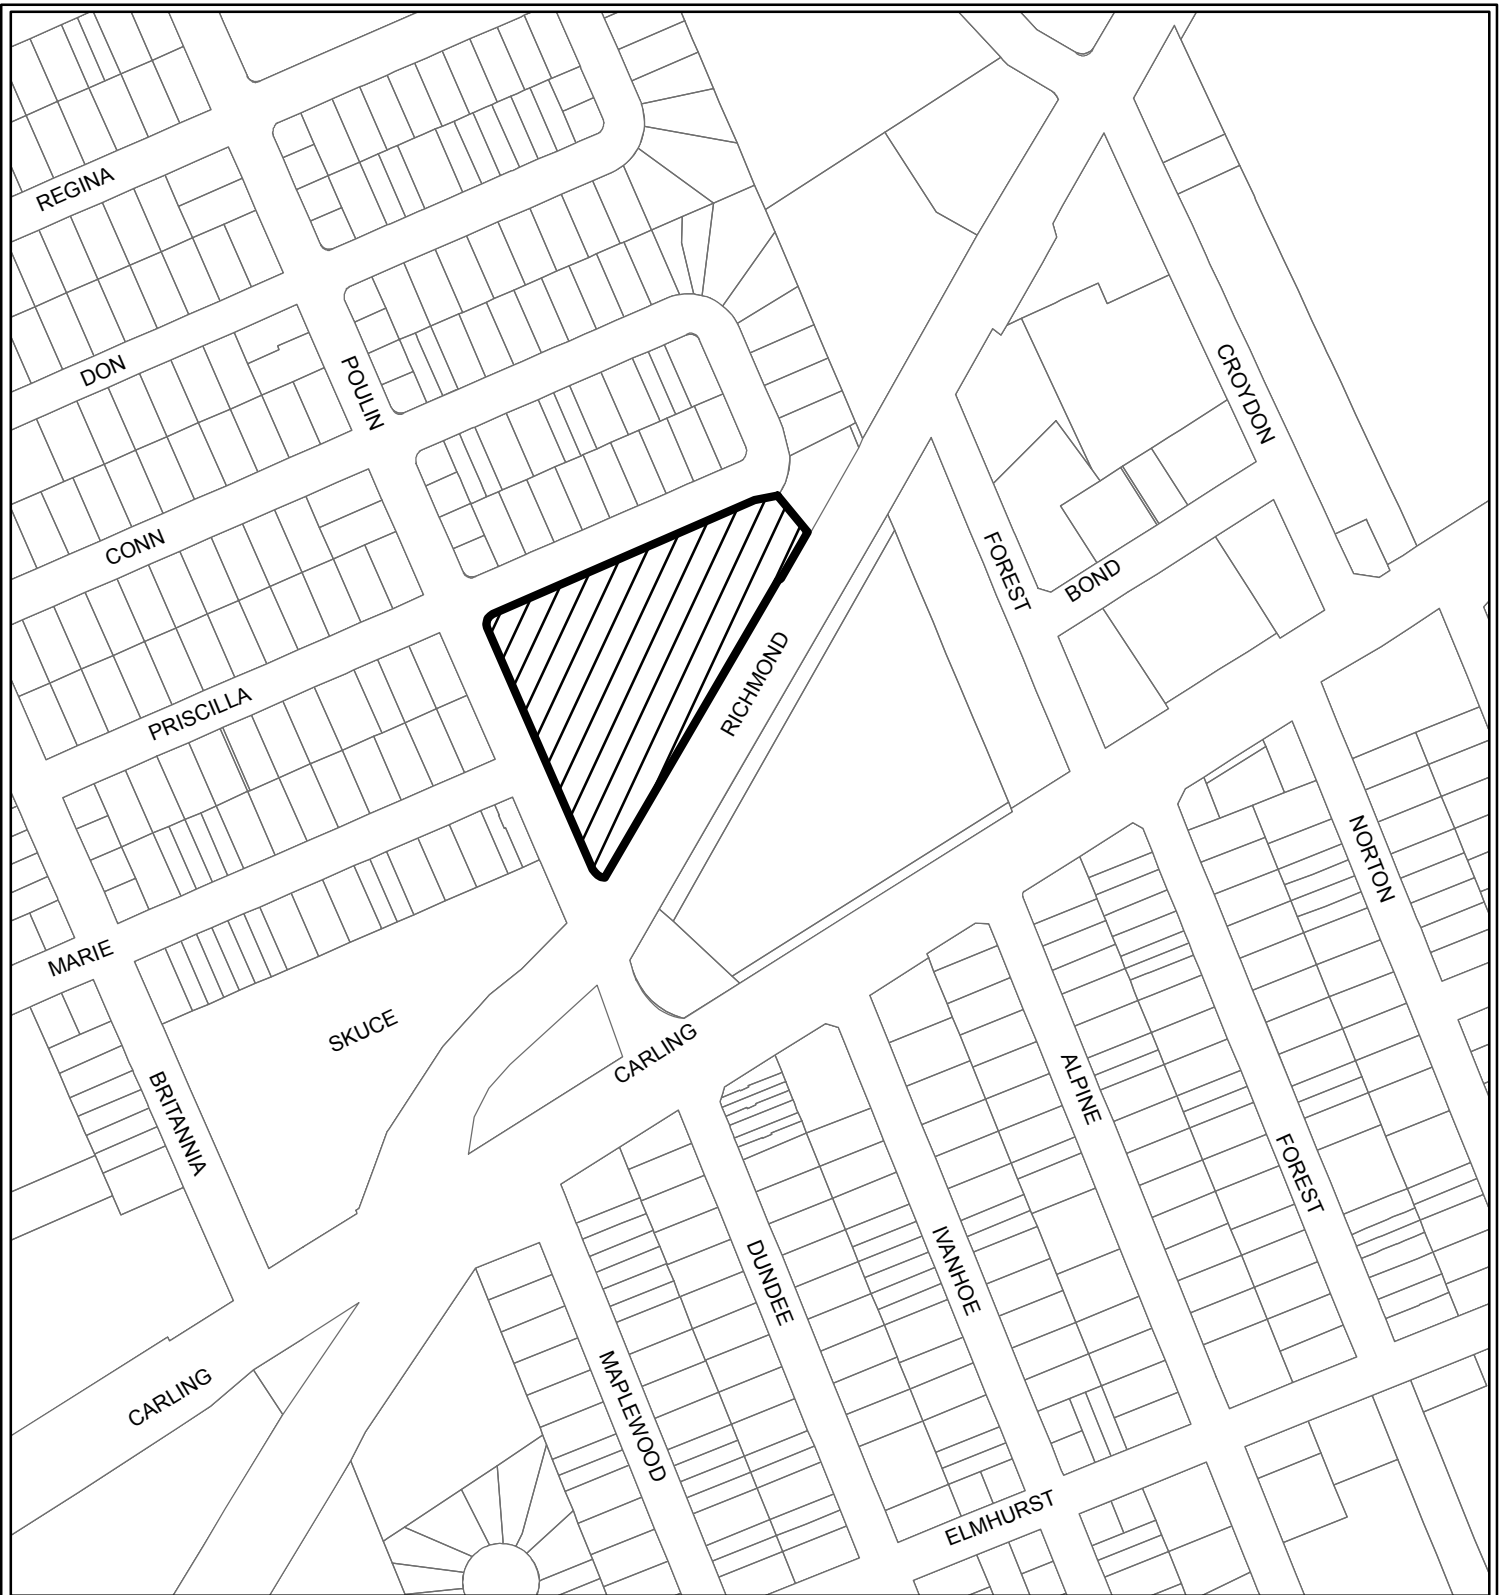 REGINA
DON
POULIN
CROYDON
CONN
FOREST
BOND
PRISCILLA
RICHMOND
NORTON
MARIE
SKUCE
CARLING
BRITANNIA
ALPINE
FOREST
DUNDEE
IVANHOE
CARLING
MAPLEWOOD
ELMHURST